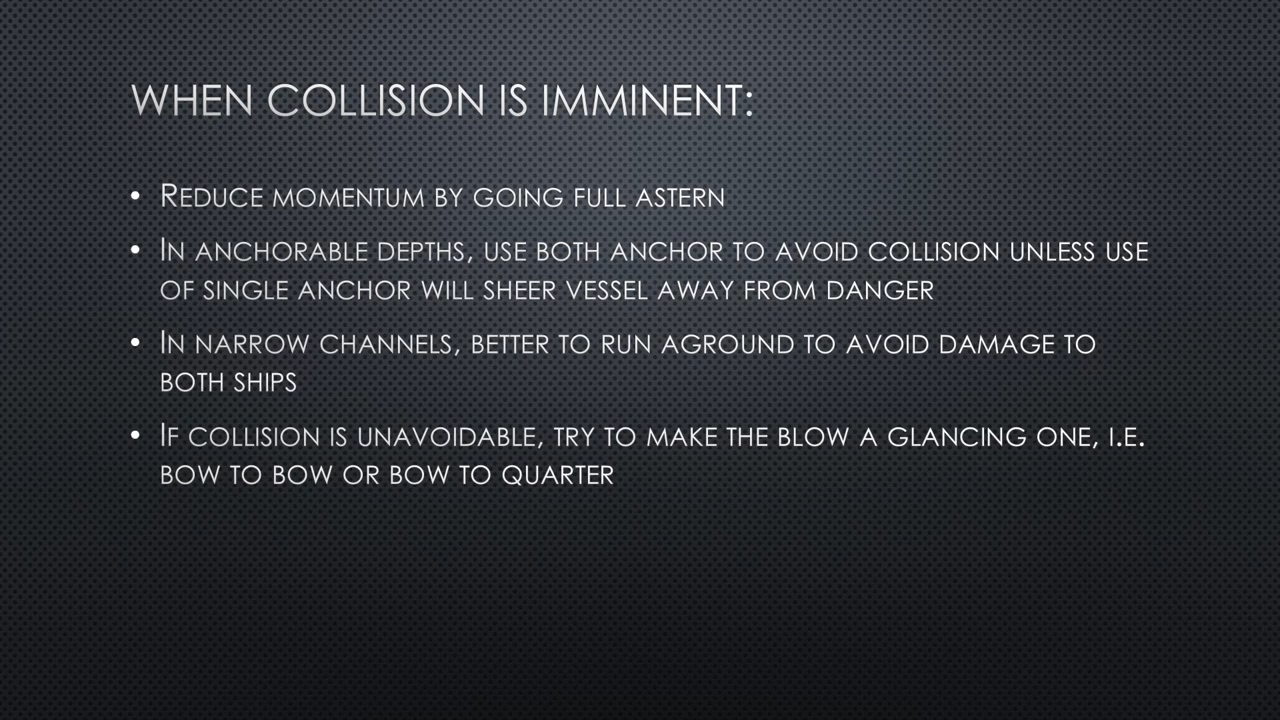 WHEN COLLISION IS IMMINENT:
• REDUCE MOMENTUM BY GOING FULL ASTERN
• IN ANCHORABLE DEPTHS, USE BOTH ANCHOR TO AVOID COLLISION UNLESS USE
OF SINGLE ANCHOR WILL SHEER VESSEL AWAY FROM DANGER
• IN NARROW CHANNELS, BETTER TO RUN AGROUND TO AVOID DAMAGE TO
BOTH SHIPS
• IF COLLISION IS UNAVOIDABLE, TRY TO MAKE THE BLOW A GLANCING ONE, I.E.
BOW TO BOW OR BOW TO QUARTER